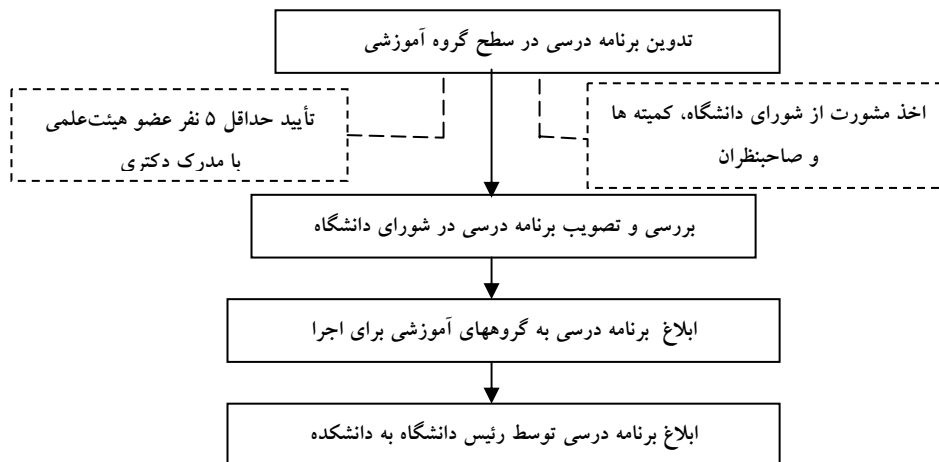 تدوین برنامه درسی در سطح گروه آموزشی
اخذ مشورت از شورای دانشگاه، کمیته ها
و صاحبنظران
تأیید حداقل ۵ نفر عضو هیئت‌علمی
با مدرک دکتری
بررسی و تصویب برنامه درسی در شورای دانشگاه
ابلاغ برنامه درسی به گروههای آموزشی برای اجرا
ابلاغ برنامه درسی توسط رئیس دانشگاه به دانشکده